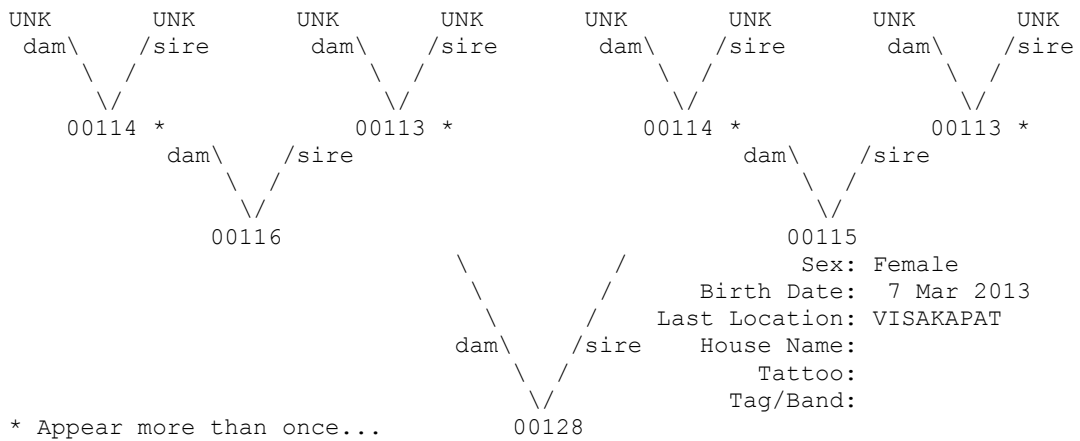 UNK UNK UNK UNK UNK UNK UNK UNK
dam\ /sire dam\ /sire dam\ /sire dam\ /sire
\ / \ / \ / \ /
\/ \/ \/ \/
00114 * 00113 * 00114 * 00113 *
dam\ /sire dam\ /sire
\ / \ /
\/ \/
00116 00115
\ / Sex: Female
\ / Birth Date: 7 Mar 2013
\ / Last Location: VISAKAPAT
dam\ /sire House Name:
\ / Tattoo:
\/ Tag/Band:
* Appear more than once... 00128